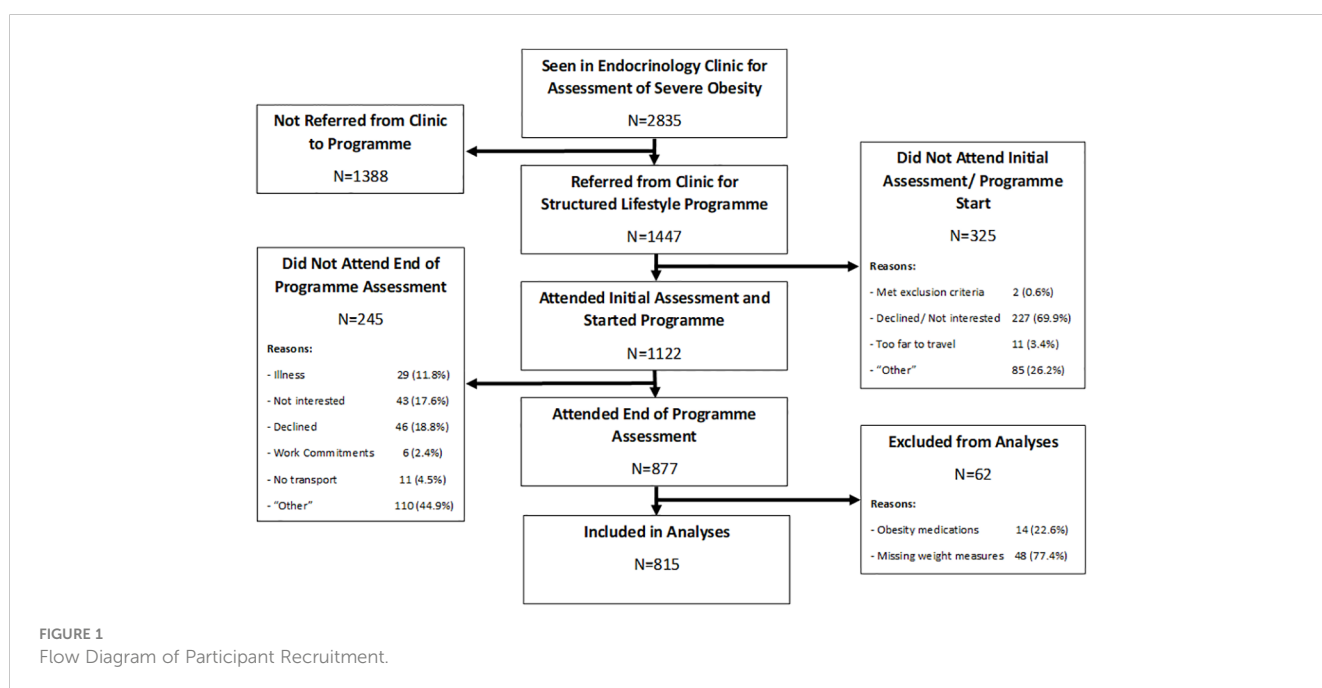 Seen in Endocrinology Clinic for
Assessment of Severe Obesity
N=2835
Not Referred from Clinic
to Programme
N=1388
Referred from Clinic for
Structured Lifestyle Programme
N=1447
Did Not Attend Initial
Assessment/ Programme
Start
N=325
Reasons:
- Met exclusion criteria 2 (0.6%)
- Declined/ Not interested 227 (69.9%)
- Too far to travel 11 (3.4%)
- "Other" 85 (26.2%)
Attended Initial Assessment and
Started Programme
N=1122
Did Not Attend End of
Programme Assessment
N=245
Reasons:
- Illness 29 (11.8%)
- Not interested 43 (17.6%)
- Declined 46 (18.8%)
- Work Commitments 6 (2.4%)
- No transport 11 (4.5%)
- "Other" 110 (44.9%)
Attended End of Programme
Assessment
N=877
Excluded from Analyses
N=62
Reasons:
- Obesity medications 14 (22.6%)
- Missing weight measures 48 (77.4%)
Included in Analyses
N=815
FIGURE 1
Flow Diagram of Participant Recruitment.